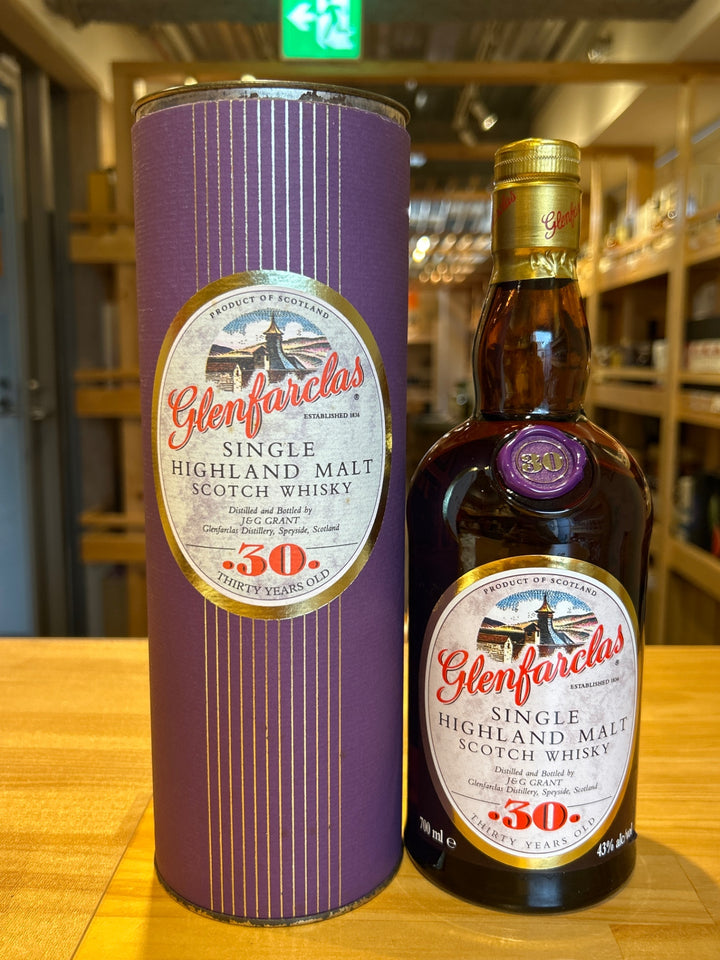 PRODUCT OF SCOTLAND
Glenfarclas®
ESTABLISHED 1836
SINGLE
HIGHLAND MALT
SCOTCH WHISKY
Distilled and Bottled by
J&G GRANT
Glenfarclas Distillery, Speyside, Scotland
·30·
THIRTY YEARS OLD
30
PRODUCT OF SCOTLAND
Glenfarclas®
ESTABLISHED 1836
SINGLE
HIGHLAND MALT
SCOTCH WHISKY
Distilled and Bottled by
J&G GRANT
Glenfarclas Distillery, Speyside, Scotland
·30·
THIRTY YEARS OLD
700 ml e
43% alc/vol